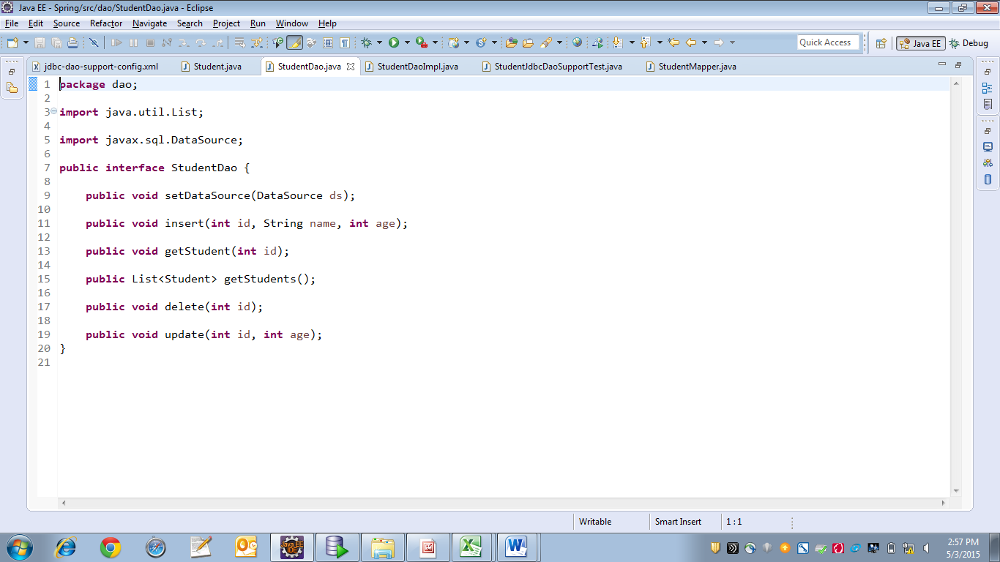 Java EE - Spring/src/dao/StudentDao.java - Eclipse
File Edit Source Refactor Navigate Search Project Run Window Help
Quick Access Java EE Debug
jdbc-dao-support-config.xml Student.java StudentDao.java StudentDaoImpl.java StudentJdbcDaoSupportTest.java StudentMapper.java
1 package dao;
2
3 import java.util.List;
4
5 import javax.sql.DataSource;
6
7 public interface StudentDao {
8
9 public void setDataSource(DataSource ds);
10
11 public void insert(int id, String name, int age);
12
13 public void getStudent(int id);
14
15 public List<Student> getStudents();
16
17 public void delete(int id);
18
19 public void update(int id, int age);
20 }
21
Writable Smart Insert 1 : 1
Java EE
IDE
2:57 PM
5/3/2015